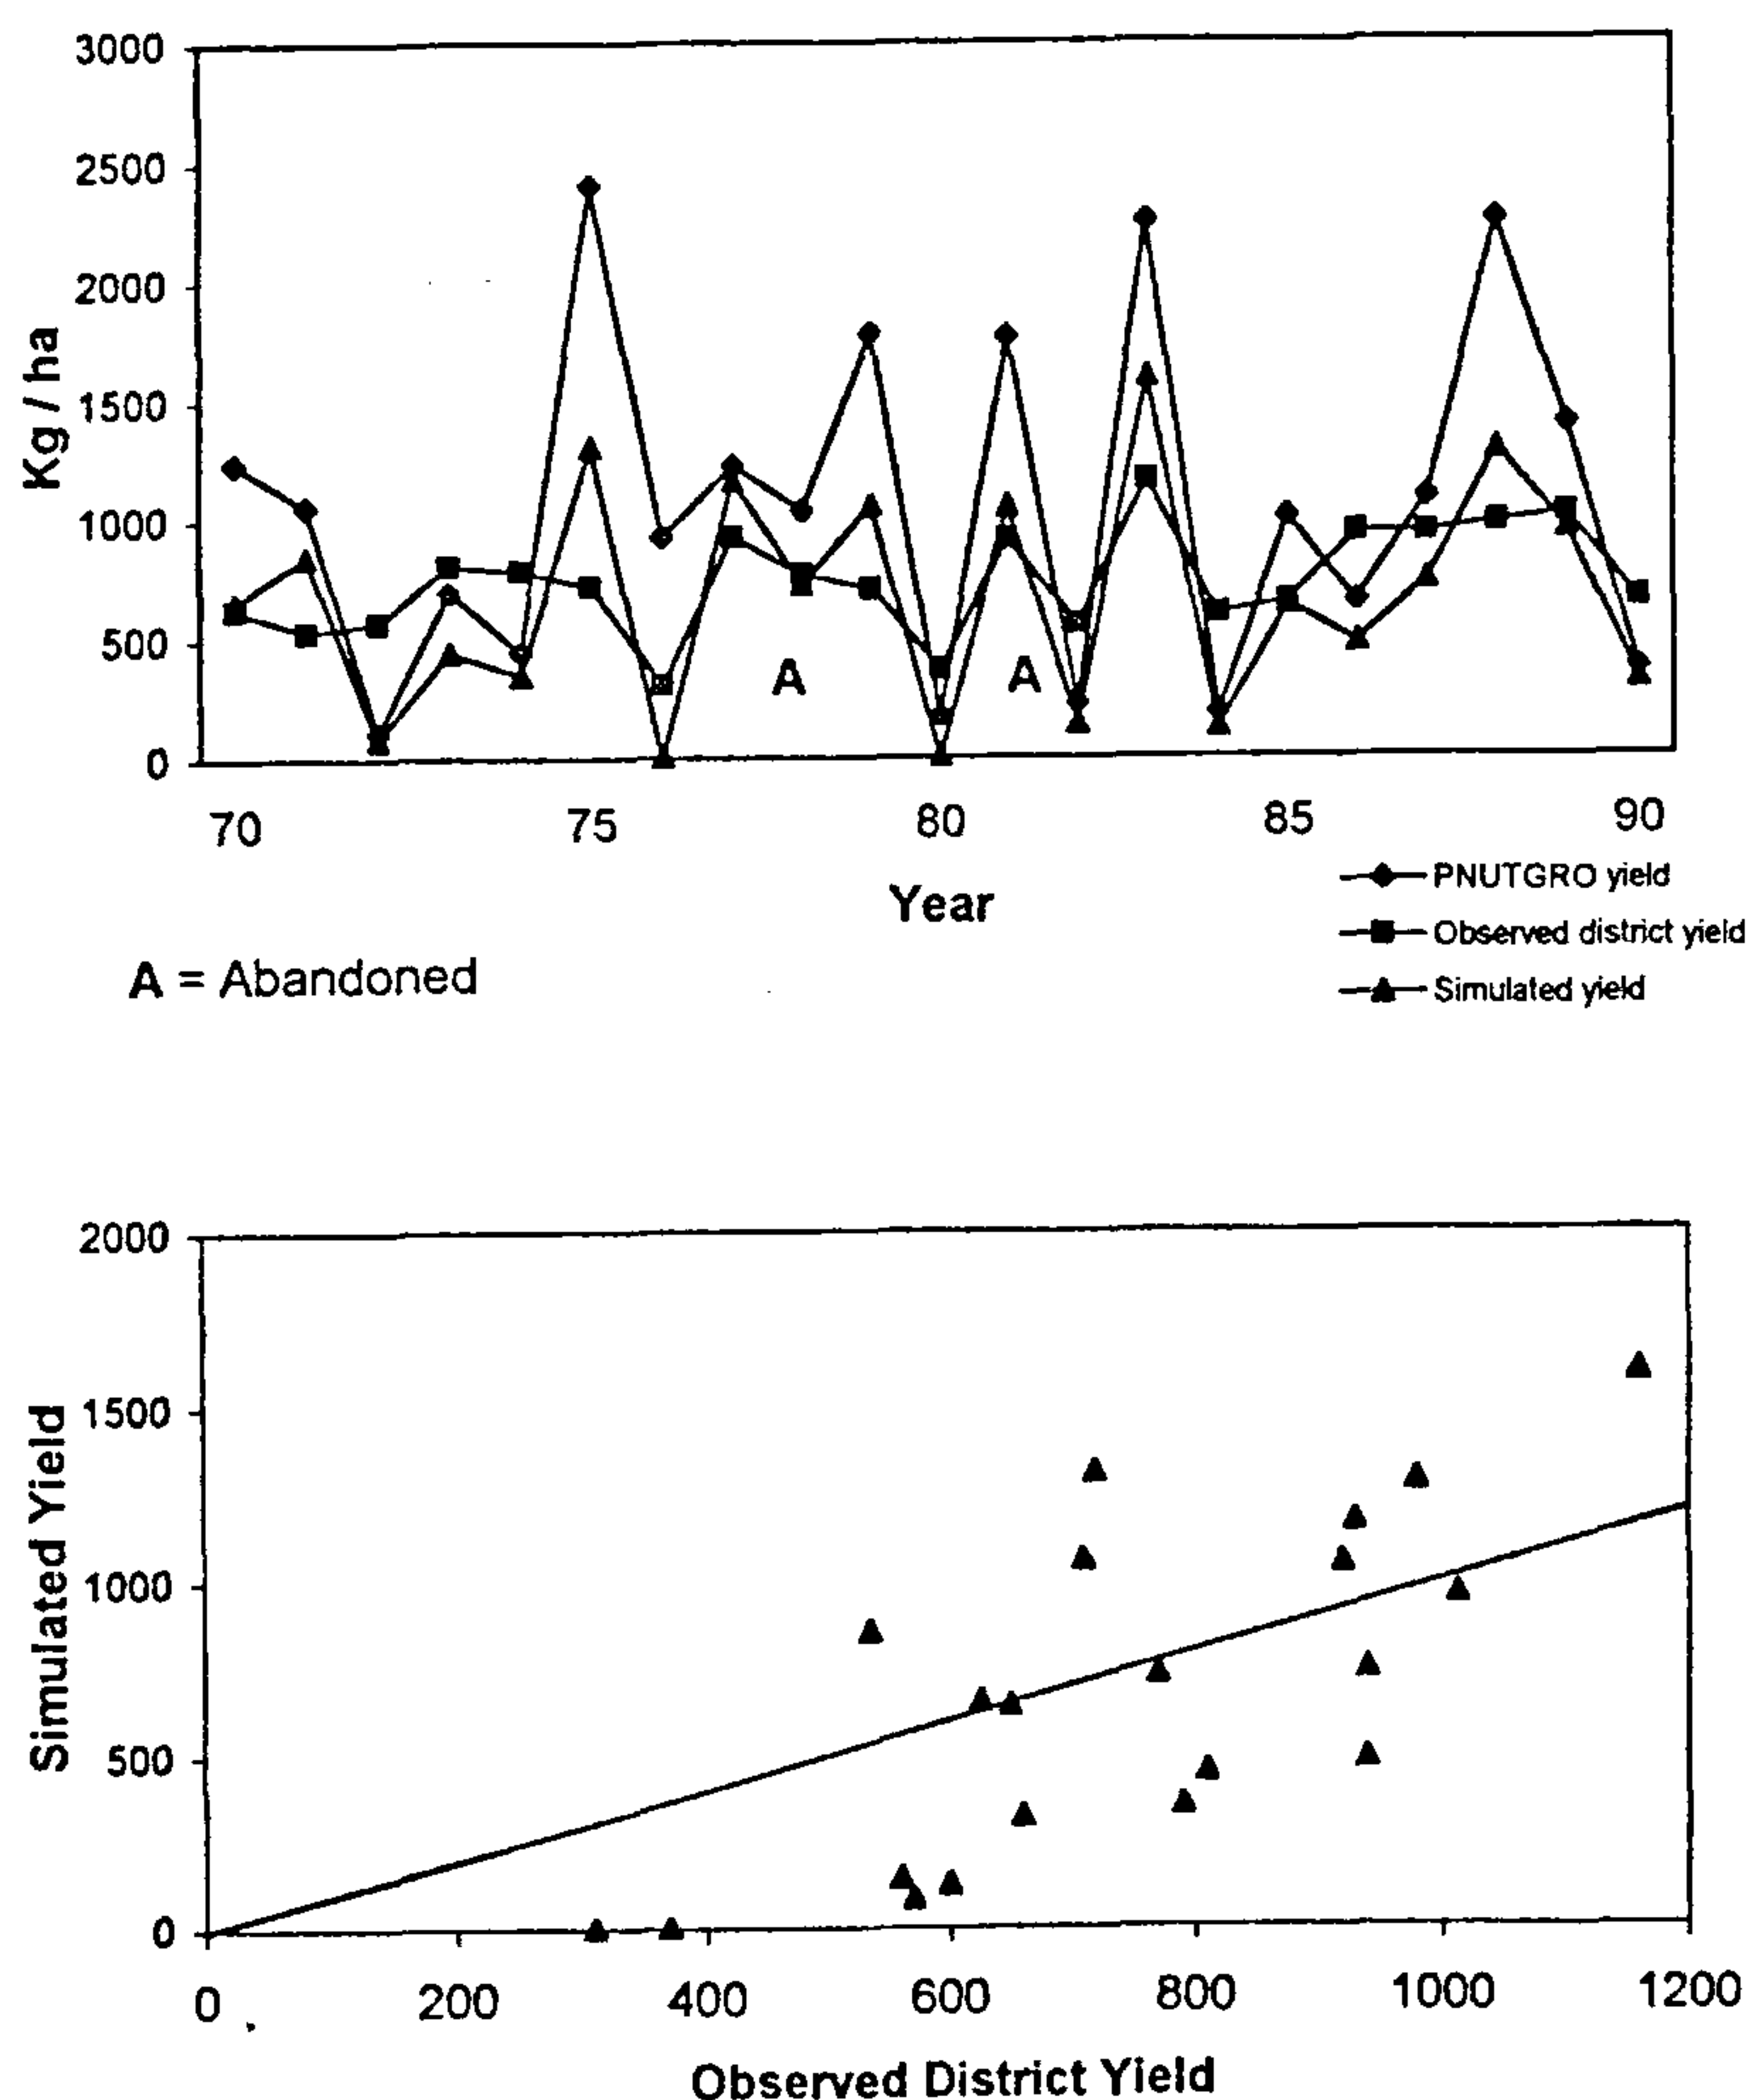 3000
2500
2000
1500
1000
500
0
Kg / ha
A
A
70 75 80 85 90
Year
PNUTGRO yield
Observed district yield
Simulated yield
A = Abandoned
2000
1500
1000
500
0
Simulated Yield
0 200 400 600 800 1000 1200
Observed District Yield